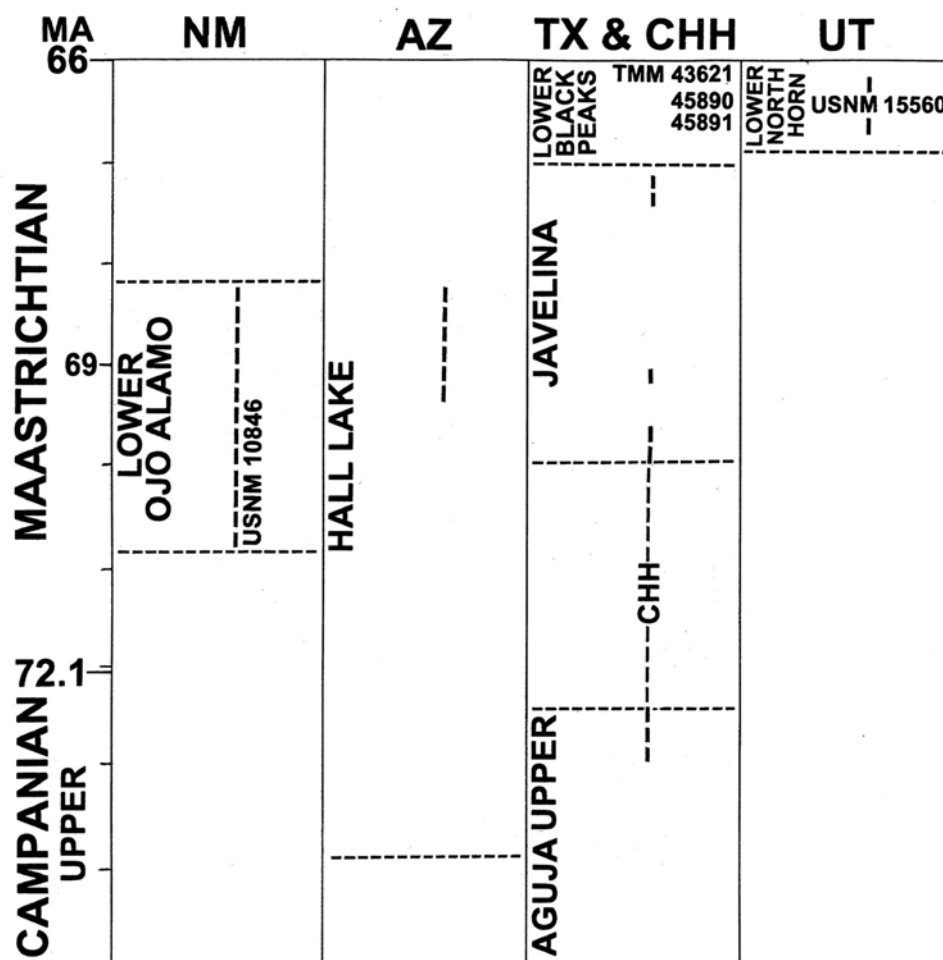 MA
NM
AZ
TX & CHH
UT
66
69
72.1
MAASTRICHTIAN
CAMPANIAN
UPPER
LOWER
OJO ALAMO
USNM 10846
HALL LAKE
LOWER
BLACK
PEAKS
TMM 43621
45890
45891
JAVELINA
CHH
AGUJA UPPER
LOWER
NORTH
HORN
USNM 15560